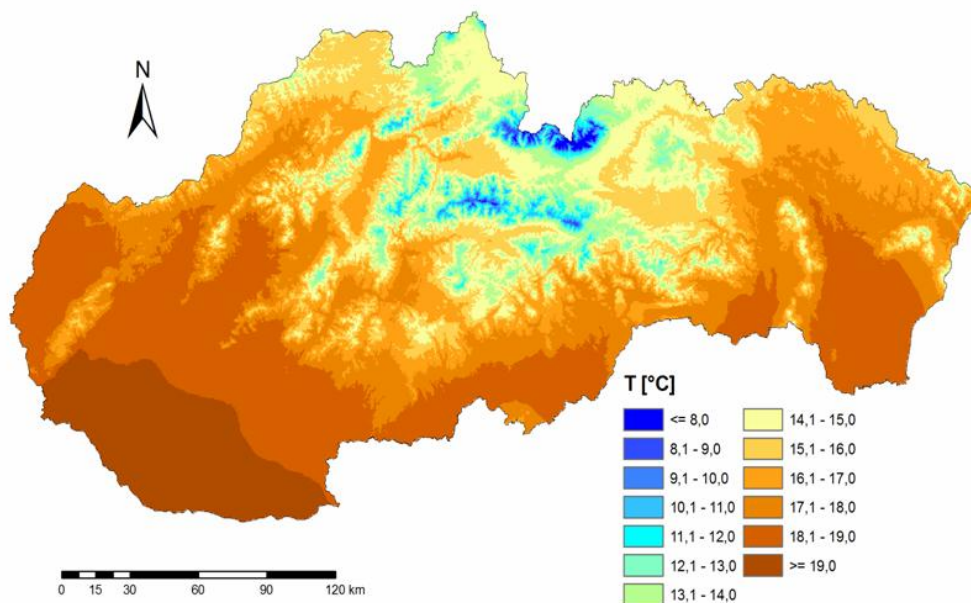 N
T [°C]
<= 8,0
8,1 - 9,0
9,1 - 10,0
10,1 - 11,0
11,1 - 12,0
12,1 - 13,0
13,1 - 14,0
14,1 - 15,0
15,1 - 16,0
16,1 - 17,0
17,1 - 18,0
18,1 - 19,0
>= 19,0
0 15 30 60 90 120 km